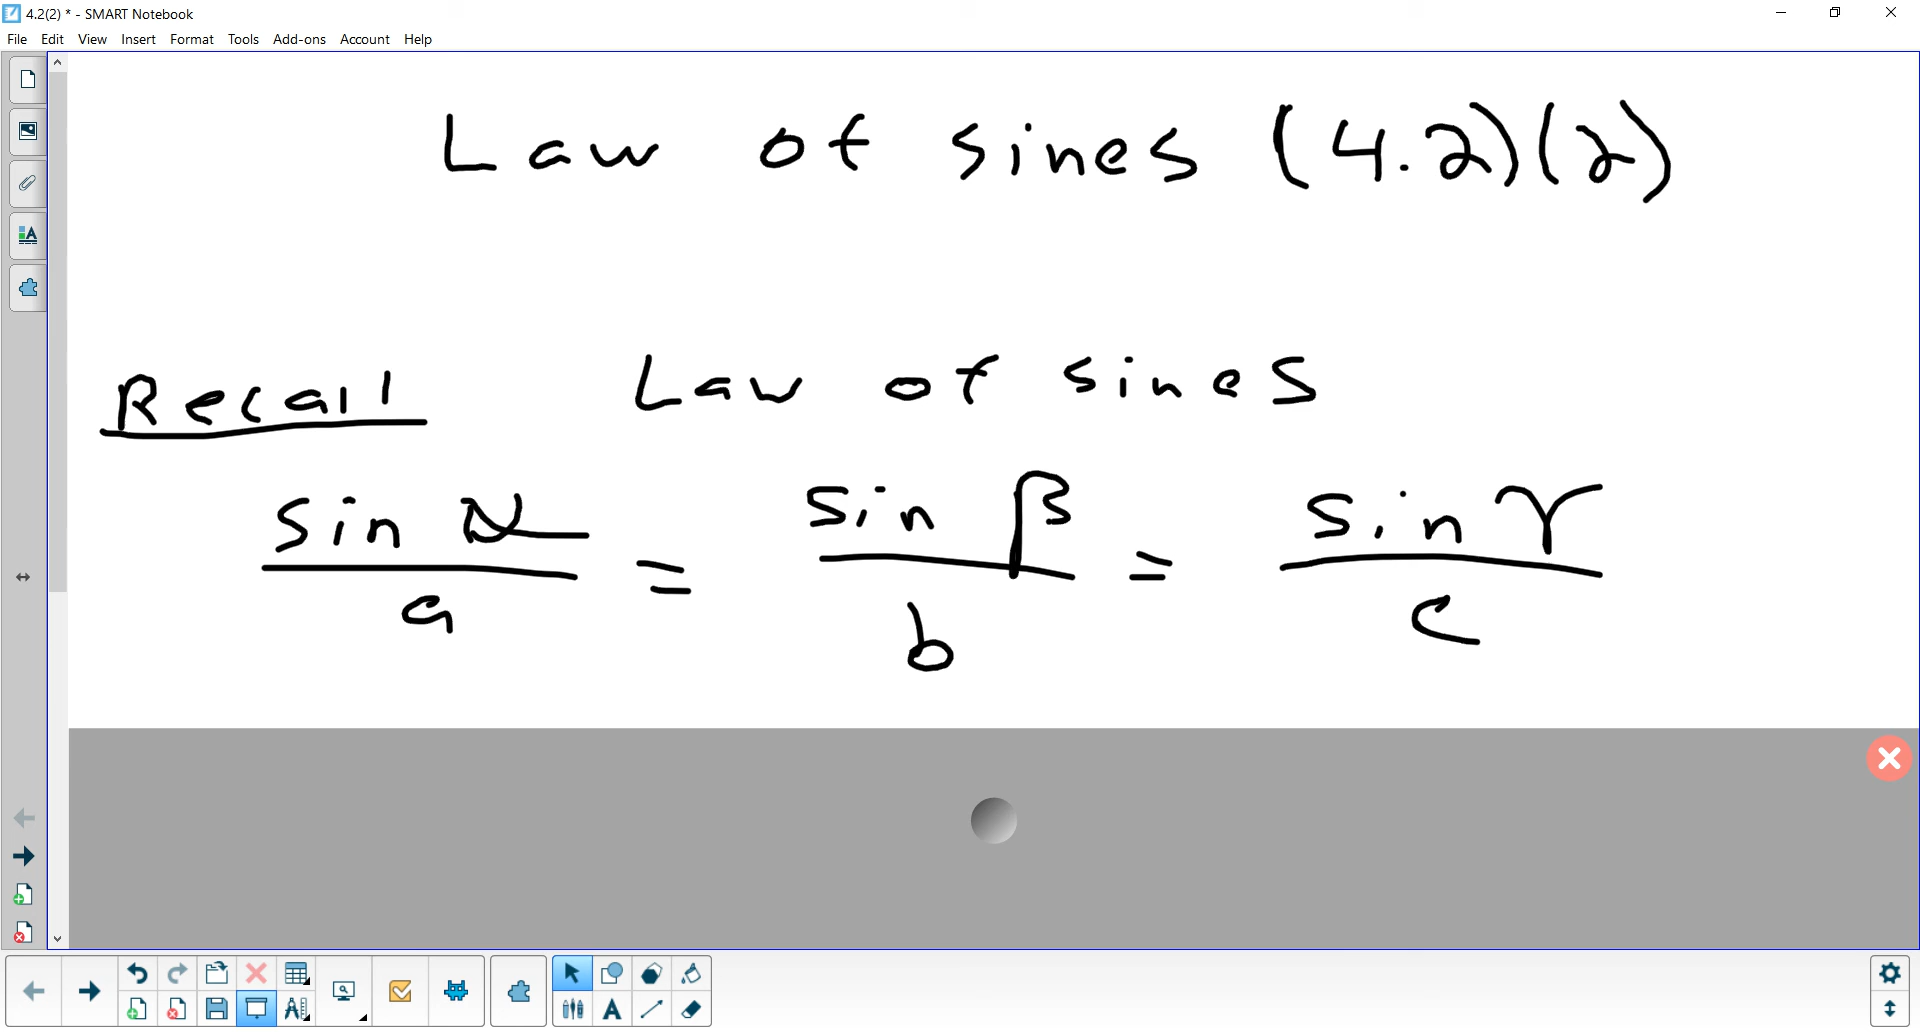 4.2(2) * - SMART Notebook
File Edit View Insert Format Tools Add-ons Account Help
Law of sines (4.2)(2)
Recall Law of sines
sin α / a = sin β / b = sin γ / c